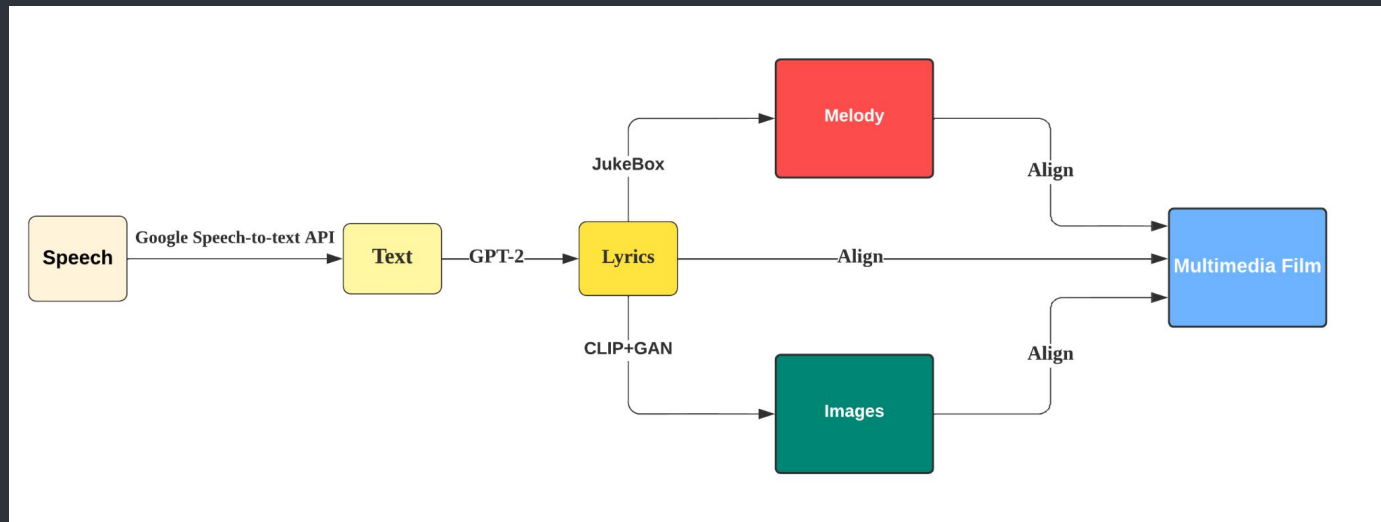 Melody
JukeBox
Align
Speech
Google Speech-to-text API
Text
GPT-2
Lyrics
Align
Multimedia Film
CLIP+GAN
Align
Images